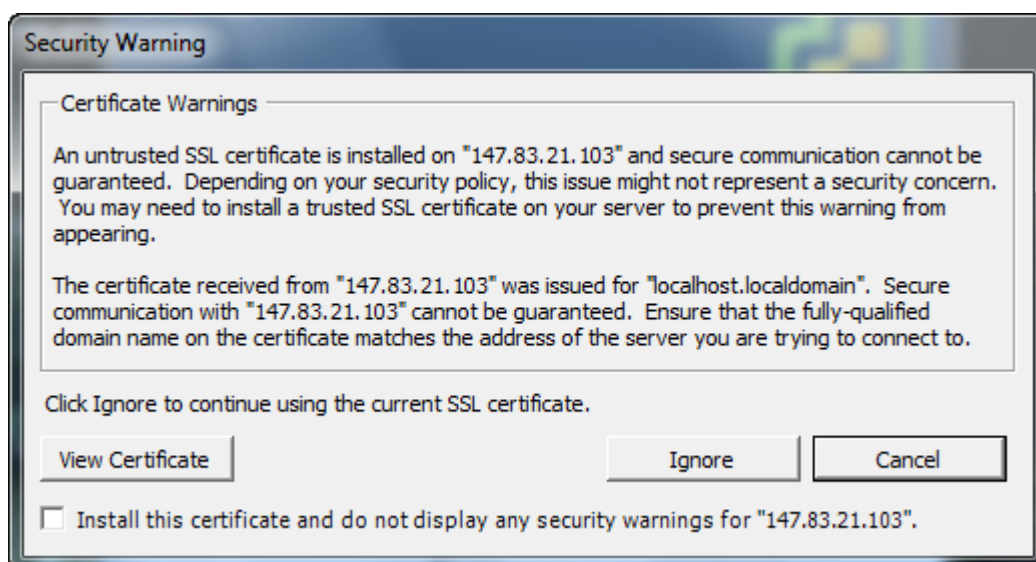 Security Warning
Certificate Warnings
An untrusted SSL certificate is installed on "147.83.21.103" and secure communication cannot be
guaranteed.  Depending on your security policy, this issue might not represent a security concern.
You may need to install a trusted SSL certificate on your server to prevent this warning from
appearing.
The certificate received from "147.83.21.103" was issued for "localhost.localdomain".  Secure
communication with "147.83.21.103" cannot be guaranteed.  Ensure that the fully-qualified
domain name on the certificate matches the address of the server you are trying to connect to.
Click Ignore to continue using the current SSL certificate.
View Certificate
Ignore
Cancel
Install this certificate and do not display any security warnings for "147.83.21.103".